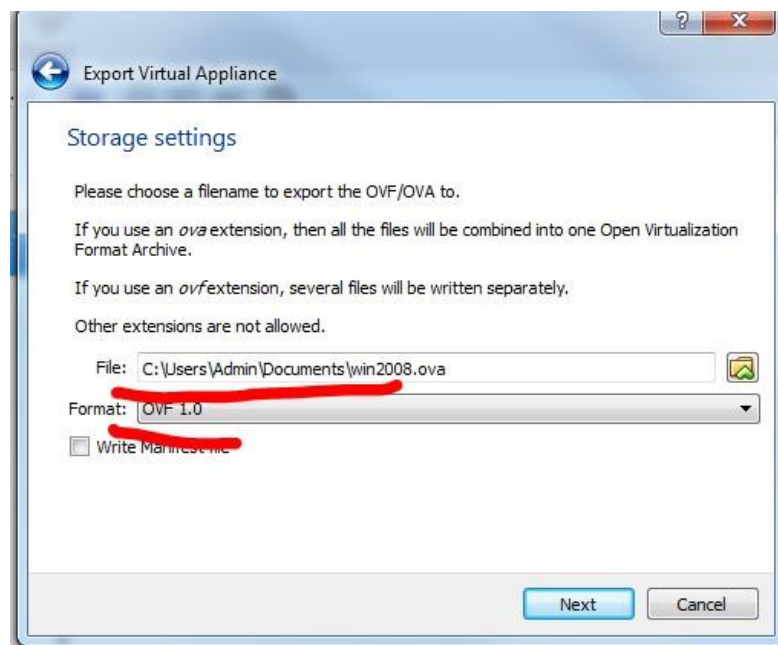 Export Virtual Appliance
Storage settings
Please choose a filename to export the OVF/OVA to.
If you use an ova extension, then all the files will be combined into one Open Virtualization
Format Archive.
If you use an ovf extension, several files will be written separately.
Other extensions are not allowed.
File: C:\Users\Admin\Documents\win2008.ova
Format: OVF 1.0
Write Manifest file
Next Cancel